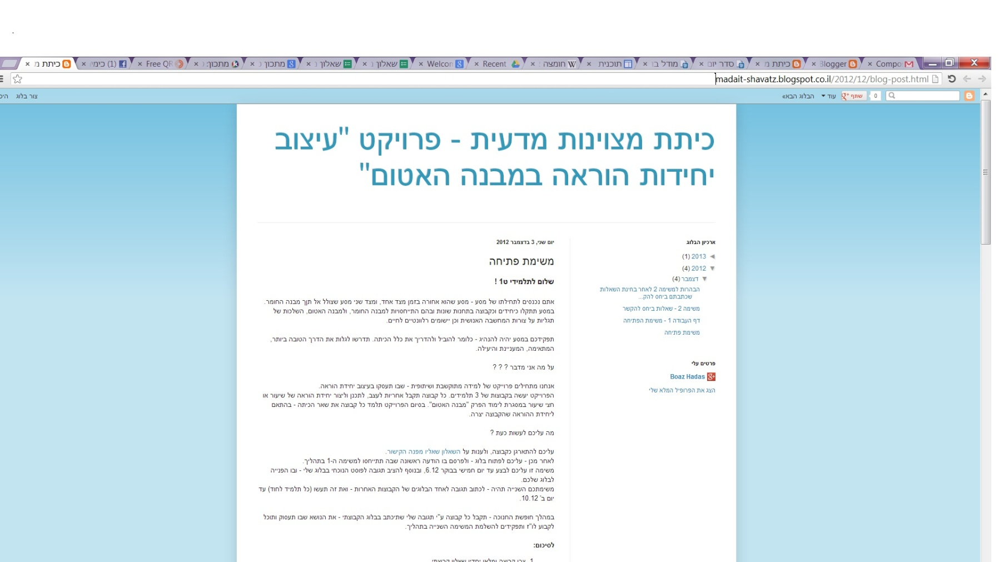 כיתת מ
(1) כימי
Free QR
מתכון:
מתכון
שאלון
שאלון
Welcom
Recent
חומצה
תוכנית
מודל בו
סדר יום
כיתת מ
Blogger
Compo
madait-shavatz.blogspot.co.il/2012/12/blog-post.html
0
שתף
עוד
הבלוג הבא»
צור בלוג
כיתת מצוינות מדעית - פרויקט "עיצוב
יחידות הוראה במבנה האטום"
ארכיון הבלוג
◄ 2013 (1)
▼ 2012 (4)
▼ דצמבר (4)
הבהרות למשימה 2 לאחר בחינת השאלות
שכתבתם ביחס להק...
משימה 2 - שאלות ביחס להקשר
דף העבודה 1 - משימת הפתיחה
משימת פתיחה
פרטים עלי
Boaz Hadas
הצג את הפרופיל המלא שלי
יום שני, 3 בדצמבר 2012
משימת פתיחה
שלום לתלמידי ט1 !
אתם נכנסים לתחילתו של מסע - מסע שהוא אחורה בזמן מצד אחד, ומצד שני מסע שצולל אל תוך מבנה החומר.
במסע תתקלו כיחידים וכקבוצה בתחנות שונות ובהם התייחסויות למבנה החומר, ולמבנה האטום, השלכות של
תגליות על צורות המחשבה האנושית וכן יישומים רלוונטיים לחיים.
תפקידכם במסע יהיה להנהיג - כלומר להוביל ולהדריך את כלל הכיתה. תדרשו לגלות את הדרך הטובה ביותר,
המתאימה, המעניינת והיעילה.
על מה אני מדבר ? ? ?
אנחנו מתחילים פרוייקט של למידה מתוקשבת ושיתופית - שבו תעסקו בעיצוב יחידת הוראה.
הפרוייקט יעשה בקבוצות של 3 תלמידים. כל קבוצה תקבל אחריות לעצב, לתכנן וליצור יחידת הוראה של שיעור או
חצי שיעור במסגרת לימוד הפרק "מבנה האטום". בסיום הפרוייקט תלמד כל קבוצה את שאר הכיתה - בהתאם
ליחידת ההוראה שהקבוצה יצרה.
מה עליכם לעשות כעת ?
עליכם להתארגן כקבוצה, ולענות על השאלון שאליו מפנה הקישור.
לאחר מכן - עליכם לפתוח בלוג - ולפרסם בו הודעה ראשונה שבה תתייחסו למשימה ה-1 בתהליך.
משימה זו עליכם לבצע עד יום חמישי בבוקר 6.12, ובנוסף להציב תגובה לפוסט הנוכחי בבלוג שלי - ובו הפנייה
לבלוג שלכם.
משימתכם השנייה תהיה - לכתוב תגובה לאחד הבלוגים של הקבוצות האחרות - ואת זה תעשו (כל תלמיד לחוד) עד
יום ב' 10.12.
במהלך חופשת החנוכה - תקבל כל קבוצה ע"י תגובה שלי שתיכתב בבלוג הקבוצתי - את הנושא שבו תעסוק ותוכל
לקבוע לו"ז ותפקידים להשלמת המשימה השנייה בתהליך.
לסיכום: